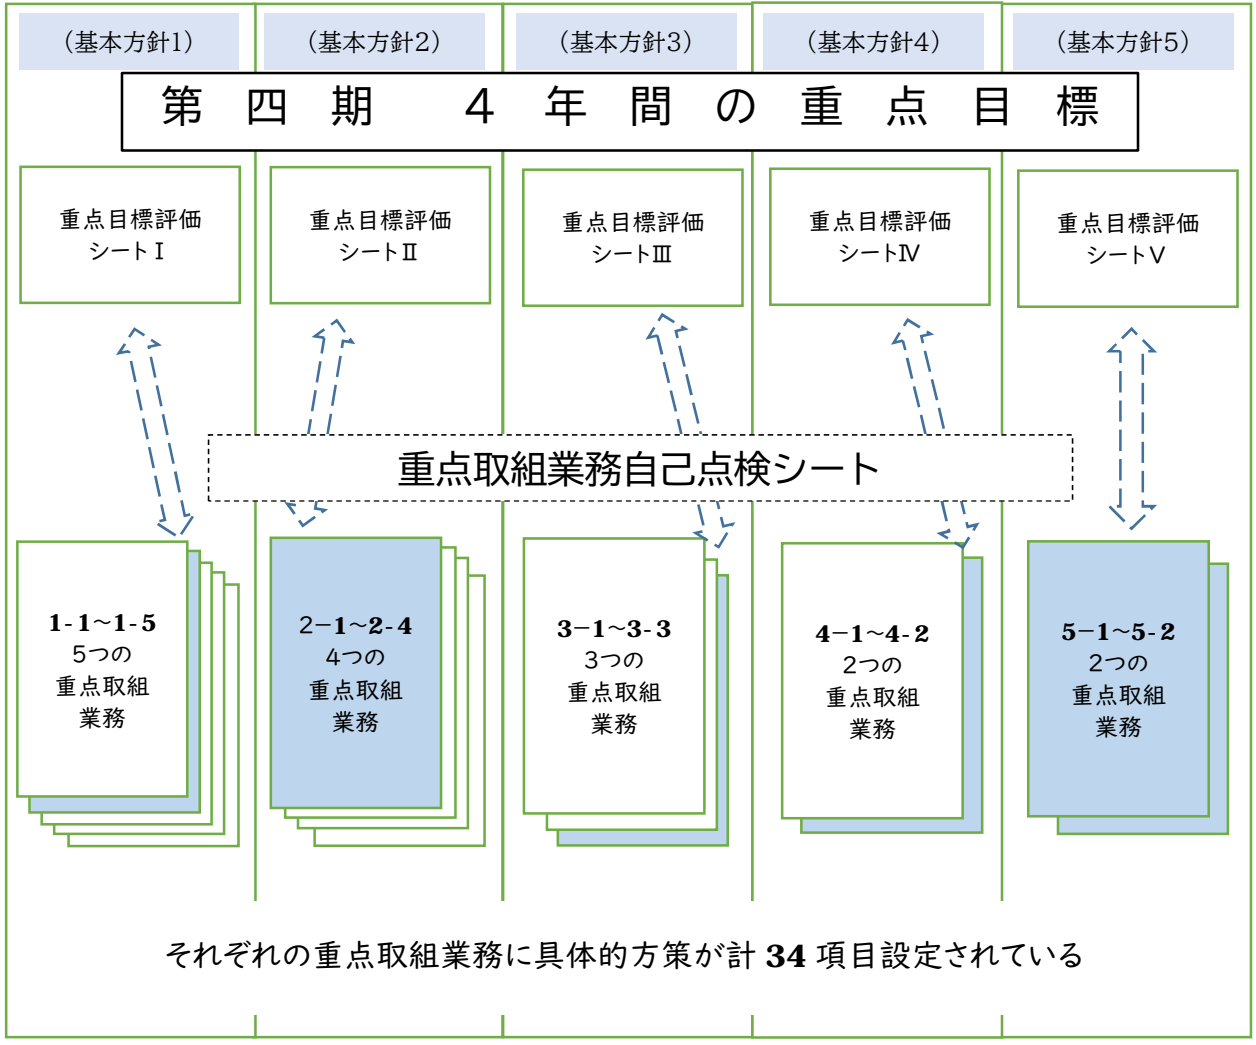 （基本方針1）
（基本方針2）
（基本方針3）
（基本方針4）
（基本方針5）
第四期　４年間の重点目標
重点目標評価
シートⅠ
重点目標評価
シートⅡ
重点目標評価
シートⅢ
重点目標評価
シートⅣ
重点目標評価
シートⅤ
重点取組業務自己点検シート
1-1～1-5
5つの
重点取組
業務
2－1～2-4
4つの
重点取組
業務
3－1～3-3
3つの
重点取組
業務
4－1～4-2
2つの
重点取組
業務
5－1～5-2
2つの
重点取組
業務
それぞれの重点取組業務に具体的方策が計 34 項目設定されている